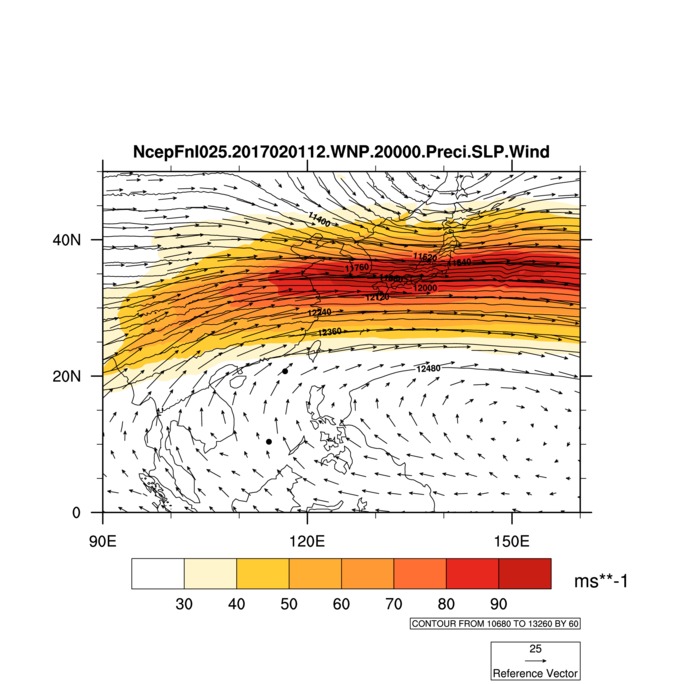 NcepFnl025.2017020112.WNP.20000.Preci.SLP.Wind
11400
40N
11620
11640
11760
12000
12120
12240
12360
12480
20N
0
90E 120E 150E
30 40 50 60 70 80 90
ms**-1
CONTOUR FROM 10680 TO 13260 BY 60
25
Reference Vector